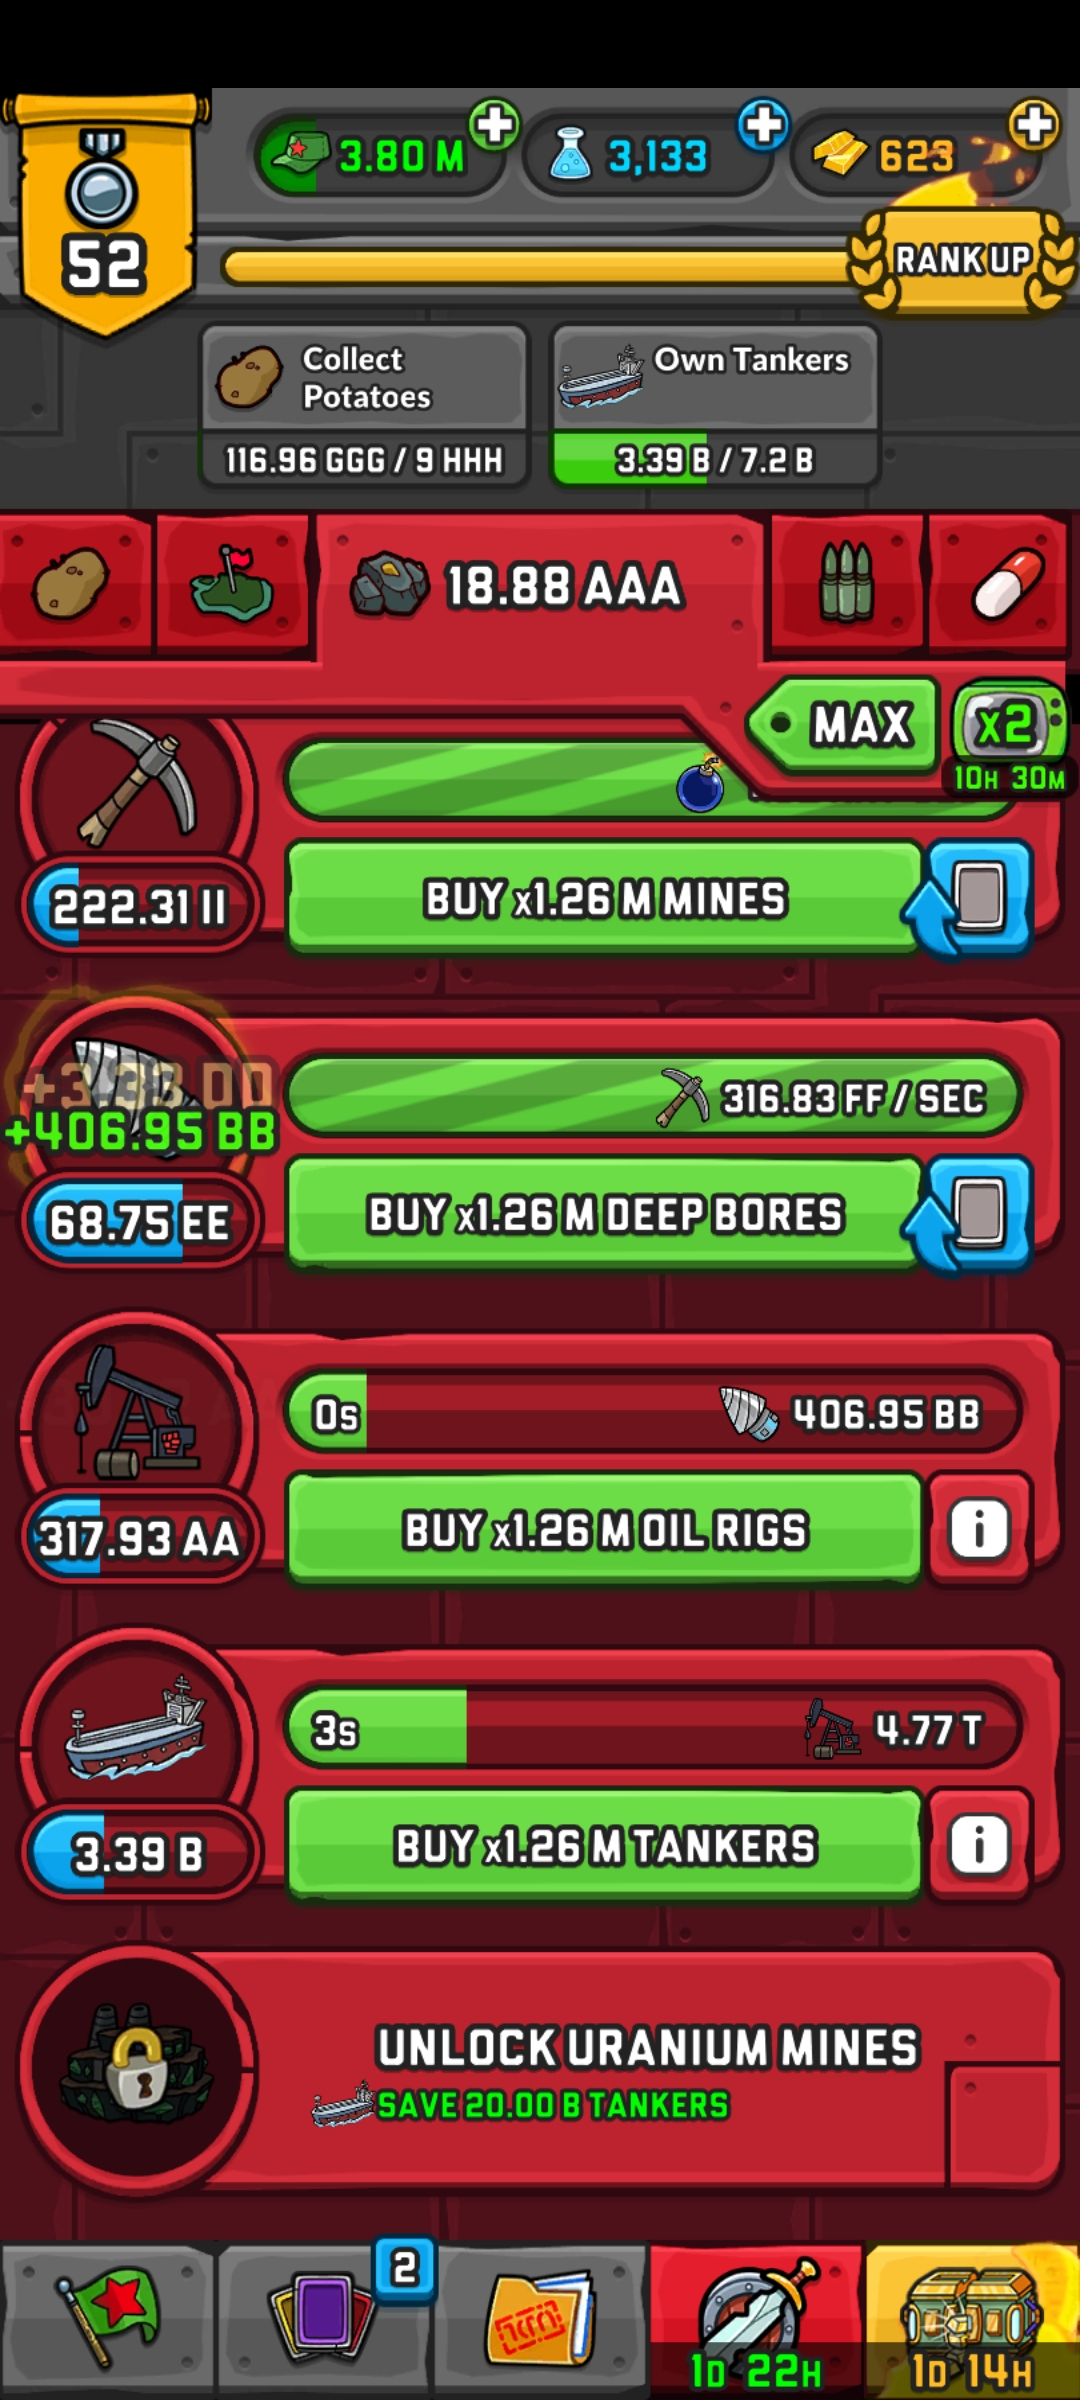 3.80 M
3,133
623
52
RANK UP
Collect
Potatoes
Own Tankers
116.96 GGG / 9 HHH
3.39 B / 7.2 B
18.88 AAA
MAX
x2
10H 30M
222.31 II
BUY x1.26 M MINES
+3.33 DD
+406.95 BB
316.83 FF / SEC
68.75 EE
BUY x1.26 M DEEP BORES
0s
406.95 BB
317.93 AA
BUY x1.26 M OIL RIGS
i
3s
4.77 T
3.39 B
BUY x1.26 M TANKERS
i
UNLOCK URANIUM MINES
SAVE 20.00 B TANKERS
2
1D 22H
1D 14H